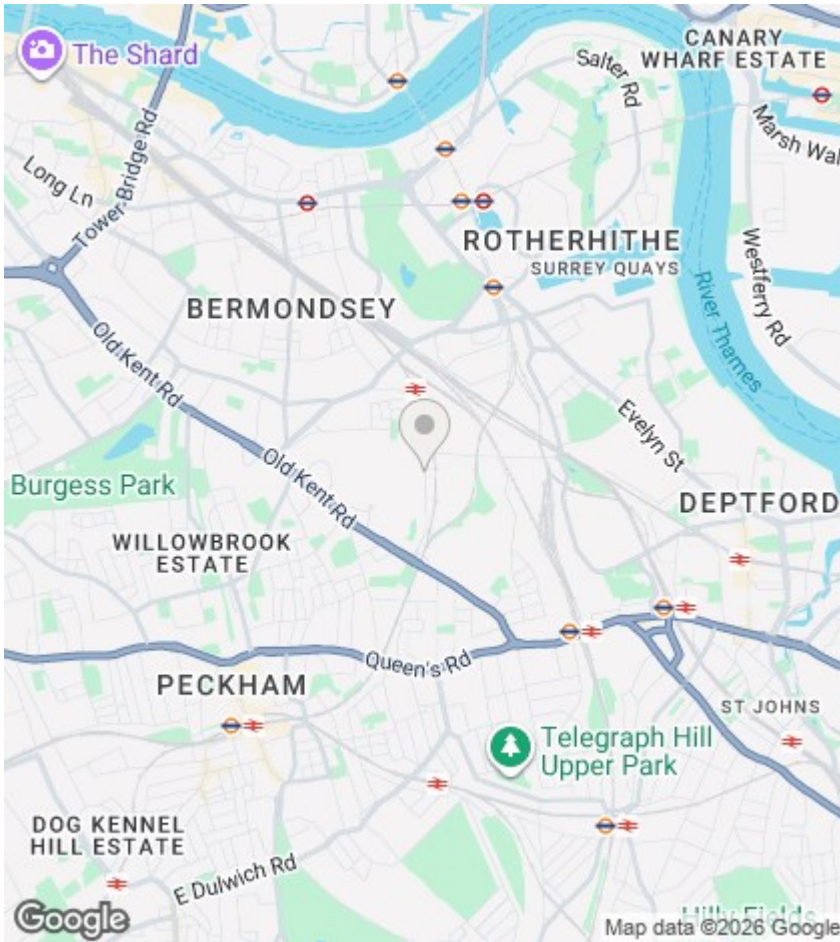 CANARY
WHARF ESTATE
The Shard
Salter Rd
Marsh Wal
Long Ln
Tower Bridge Rd
ROTHERHITHE
SURREY QUAYS
Westferry Rd
River Thames
BERMONDSEY
Old Kent Rd
Evelyn St
Old Kent Rd
Burgess Park
DEPTFORD
WILLOWBROOK
ESTATE
Queen's Rd
PECKHAM
ST JOHNS
Telegraph Hill
Upper Park
DOG KENNEL
HILL ESTATE
E Dulwich Rd
Hilly Fields
Google
Map data ©2026 Google